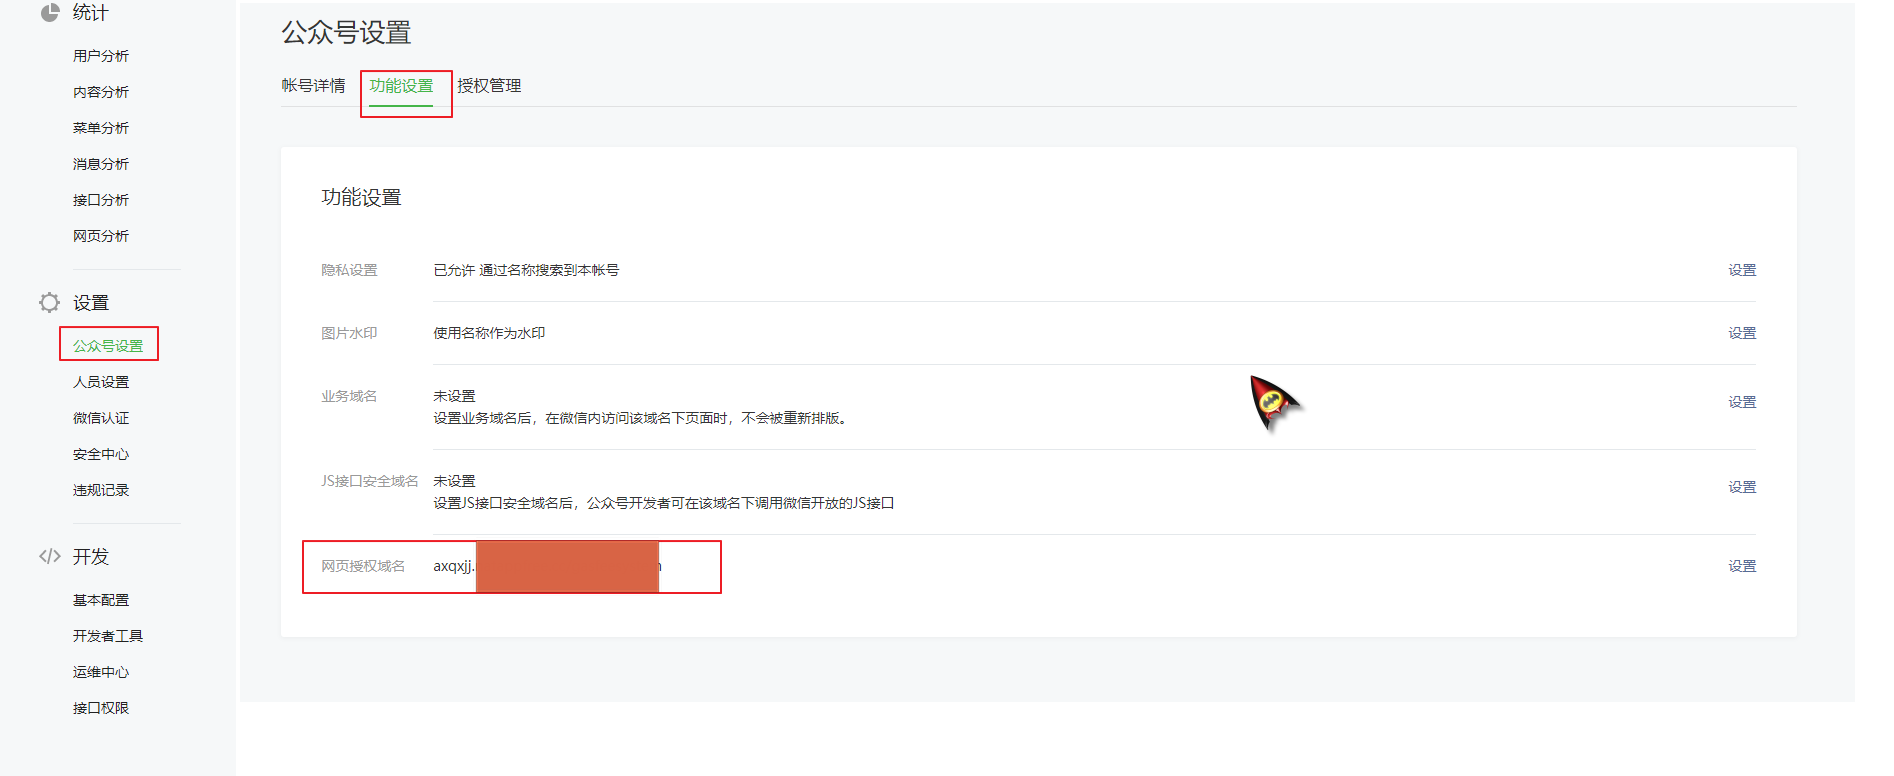 统计
用户分析
内容分析
菜单分析
消息分析
接口分析
网页分析
设置
公众号设置
人员设置
微信认证
安全中心
违规记录
开发
基本配置
开发者工具
运维中心
接口权限
公众号设置
帐号详情 功能设置 授权管理
功能设置
隐私设置 已允许 通过名称搜索到本帐号 设置
图片水印 使用名称作为水印 设置
业务域名 未设置 设置
设置业务域名后，在微信内访问该域名下页面时，不会被重新排版。
JS接口安全域名 未设置 设置
设置JS接口安全域名后，公众号开发者可在该域名下调用微信开放的JS接口
网页授权域名 axqxjj. 设置